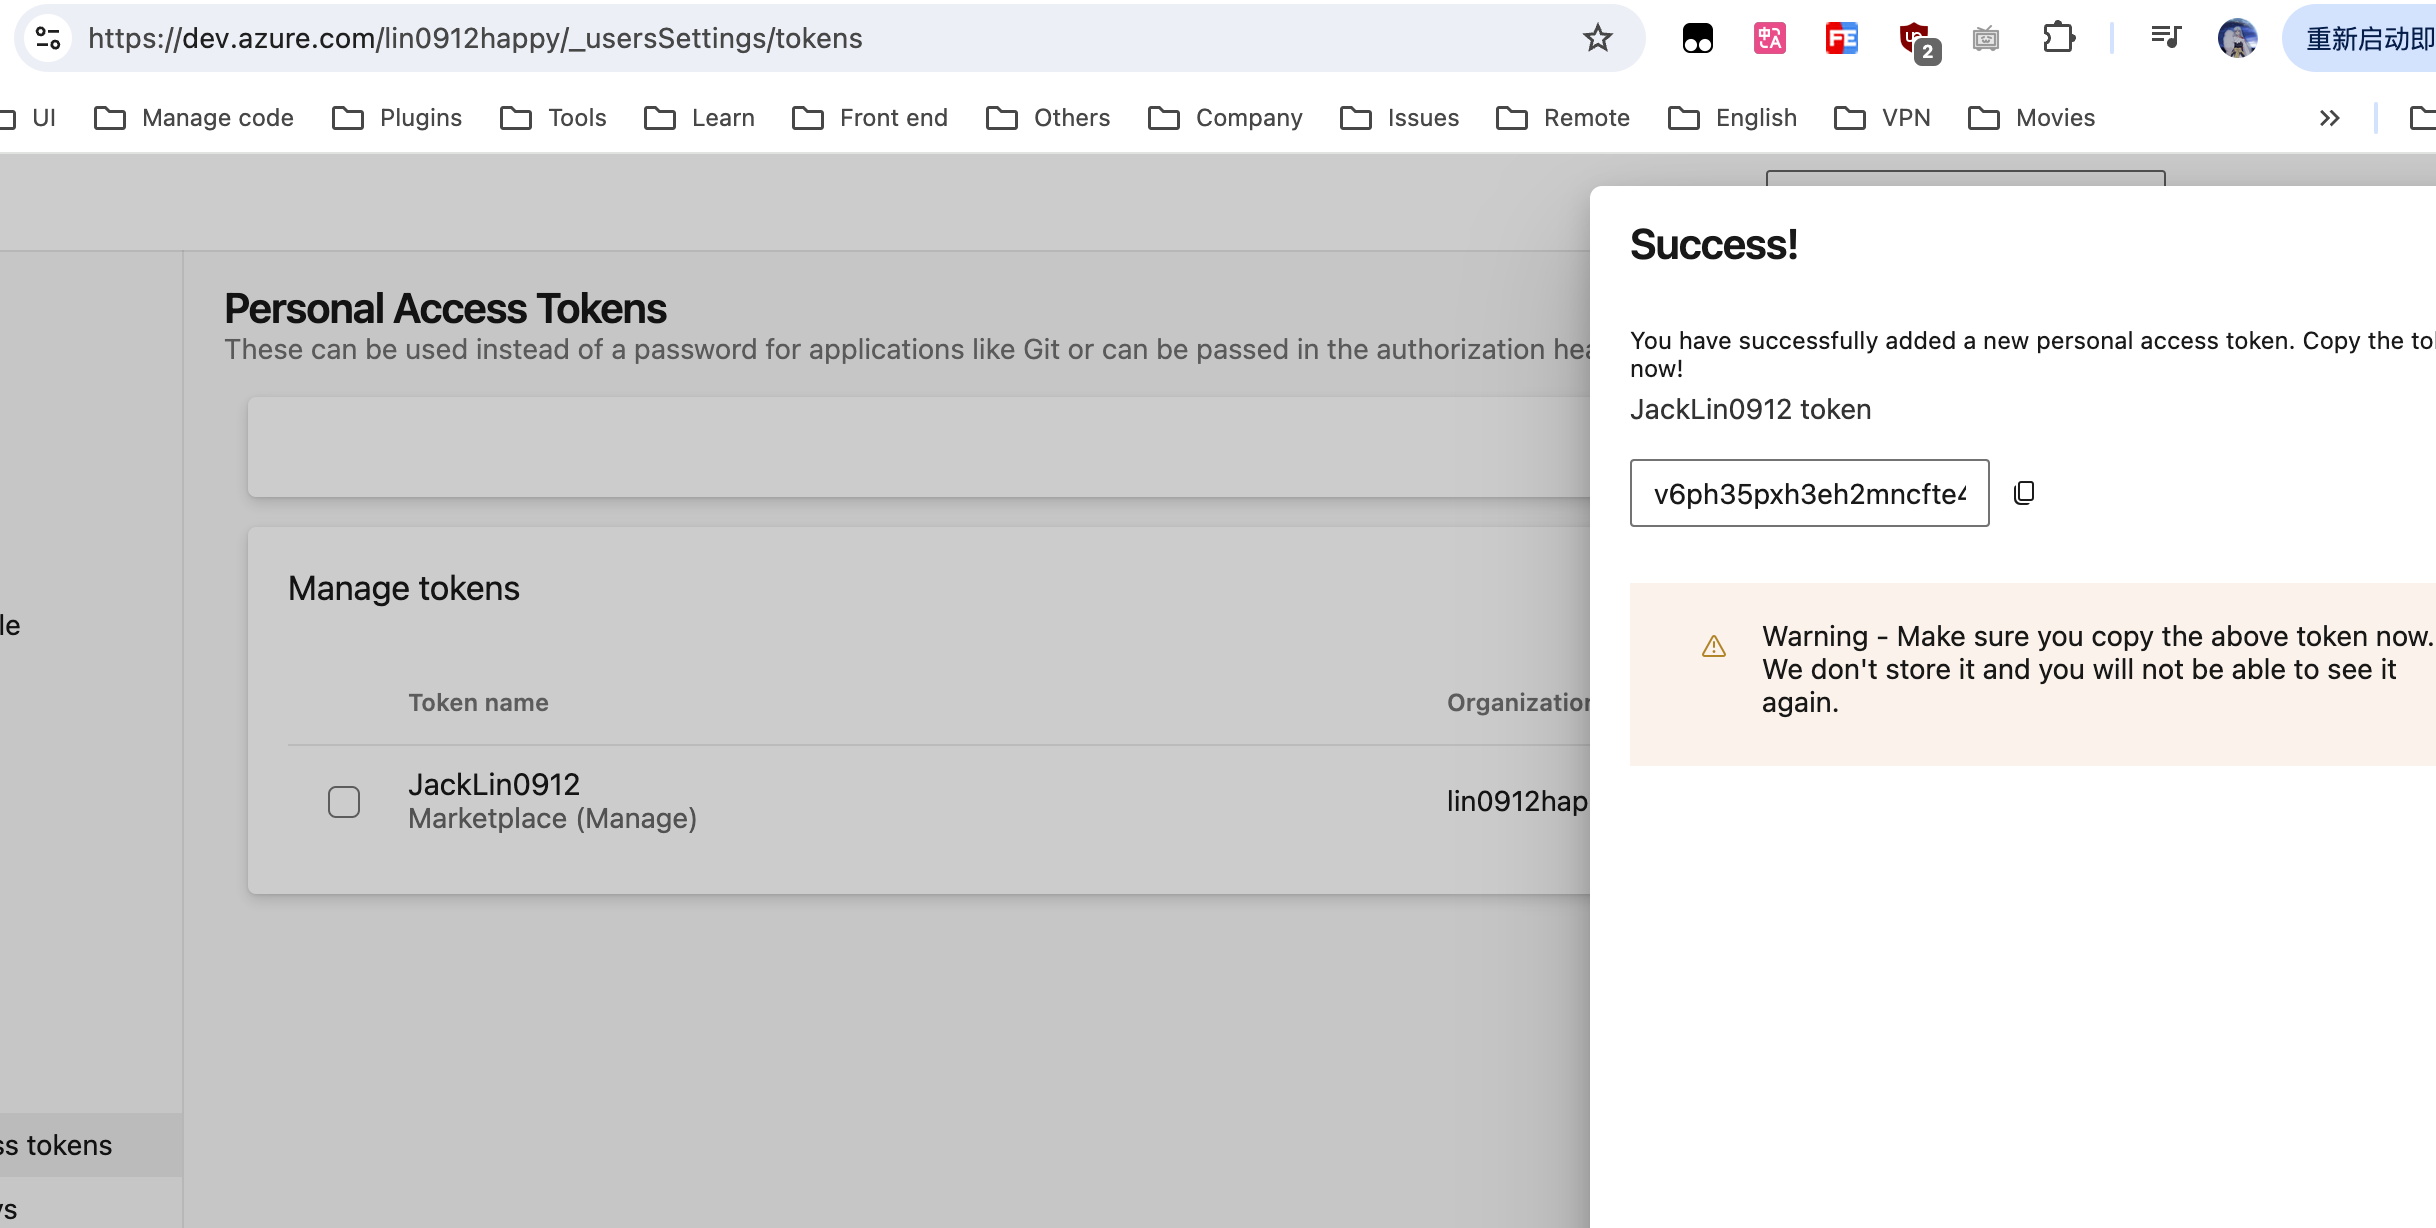 https://dev.azure.com/lin0912happy/_usersSettings/tokens
2
重新启动即
UI Manage code Plugins Tools Learn Front end Others Company Issues Remote English VPN Movies
Success!
You have successfully added a new personal access token. Copy the to
now!
JackLin0912 token
v6ph35pxh3eh2mncfte4
Warning - Make sure you copy the above token now.
We don't store it and you will not be able to see it
again.
Personal Access Tokens
These can be used instead of a password for applications like Git or can be passed in the authorization hea
Manage tokens
Token name Organization
JackLin0912
Marketplace (Manage)
lin0912hap
le
ss tokens
ys